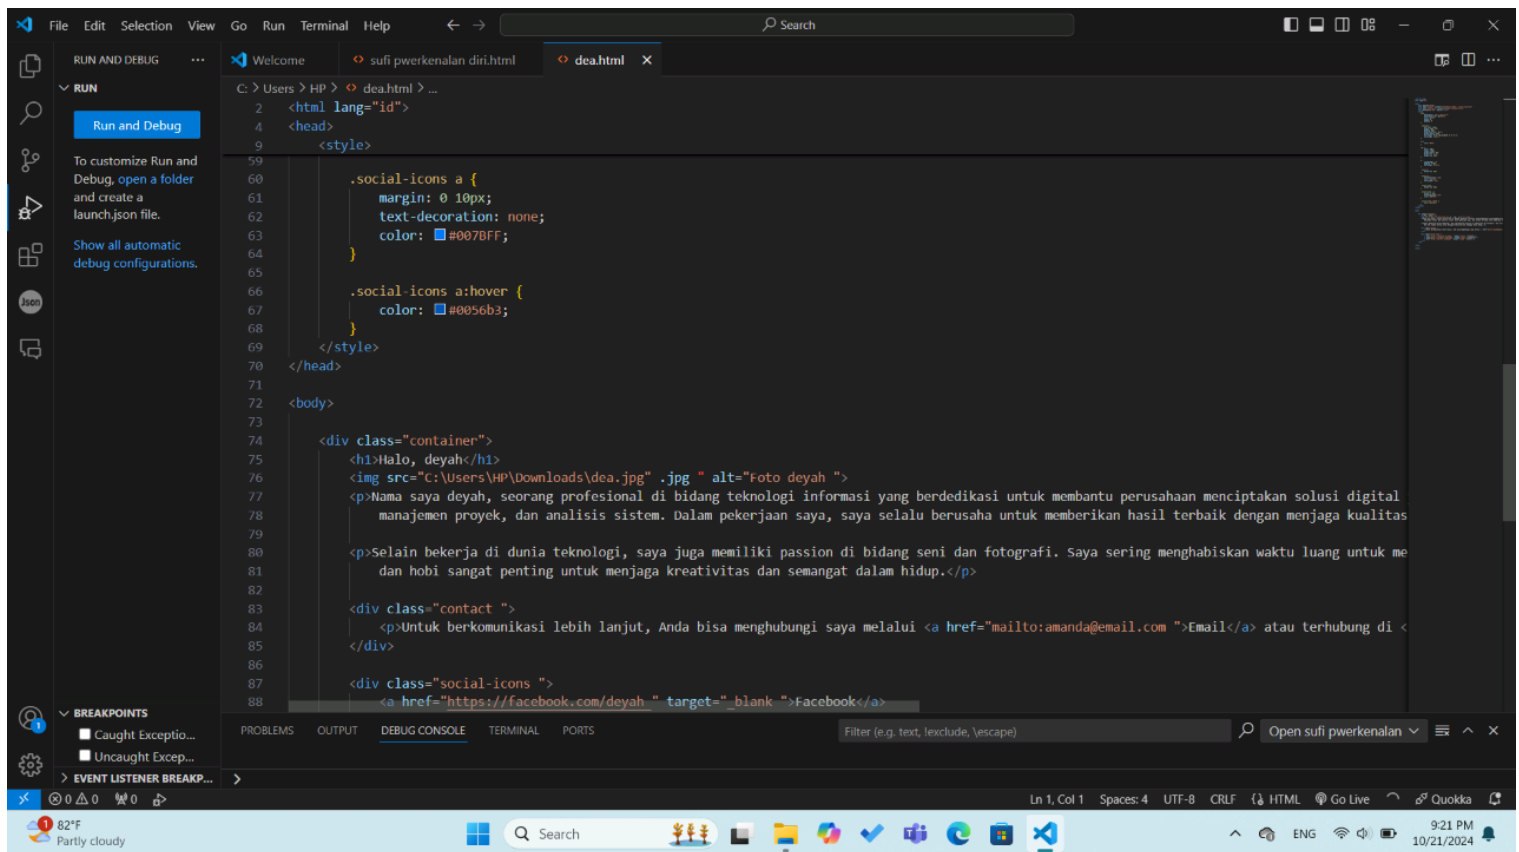 File Edit Selection View Go Run Terminal Help
Search
RUN AND DEBUG
RUN
Run and Debug
To customize Run and
Debug, open a folder
and create a
launch.json file.
Show all automatic
debug configurations.
Welcome
sufi pwerkenalan diri.html
dea.html
C: > Users > HP > dea.html > ...
2 <html lang="id">
4 <head>
9 <style>
59
60 .social-icons a {
61 margin: 0 10px;
62 text-decoration: none;
63 color: #007BFF;
64 }
65
66 .social-icons a:hover {
67 color: #0056b3;
68 }
69 </style>
70 </head>
71
72 <body>
73
74 <div class="container">
75 <h1>Halo, deyah</h1>
76 <img src="C:\Users\HP\Downloads\dea.jpg" .jpg " alt="Foto deyah ">
77 <p>Nama saya deyah, seorang profesional di bidang teknologi informasi yang berdedikasi untuk membantu perusahaan menciptakan solusi digital
78 manajemen proyek, dan analisis sistem. Dalam pekerjaan saya, saya selalu berusaha untuk memberikan hasil terbaik dengan menjaga kualitas
79
80 <p>Selain bekerja di dunia teknologi, saya juga memiliki passion di bidang seni dan fotografi. Saya sering menghabiskan waktu luang untuk me
81 dan hobi sangat penting untuk menjaga kreativitas dan semangat dalam hidup.</p>
82
83 <div class="contact ">
84 <p>Untuk berkomunikasi lebih lanjut, Anda bisa menghubungi saya melalui <a href="mailto:amanda@email.com ">Email</a> atau terhubung di <
85 </div>
86
87 <div class="social-icons ">
88 <a href="https://facebook.com/deyah " target="_blank ">Facebook</a>
BREAKPOINTS
Caught Exceptio...
Uncaught Excep...
EVENT LISTENER BREAKP...
PROBLEMS OUTPUT DEBUG CONSOLE TERMINAL PORTS
Filter (e.g. text, !exclude, \escape)
Open sufi pwerkenalan
>
0 0 0
Ln 1, Col 1 Spaces: 4 UTF-8 CRLF HTML Go Live Quokka
1
82°F
Partly cloudy
Search
ENG
9:21 PM
10/21/2024